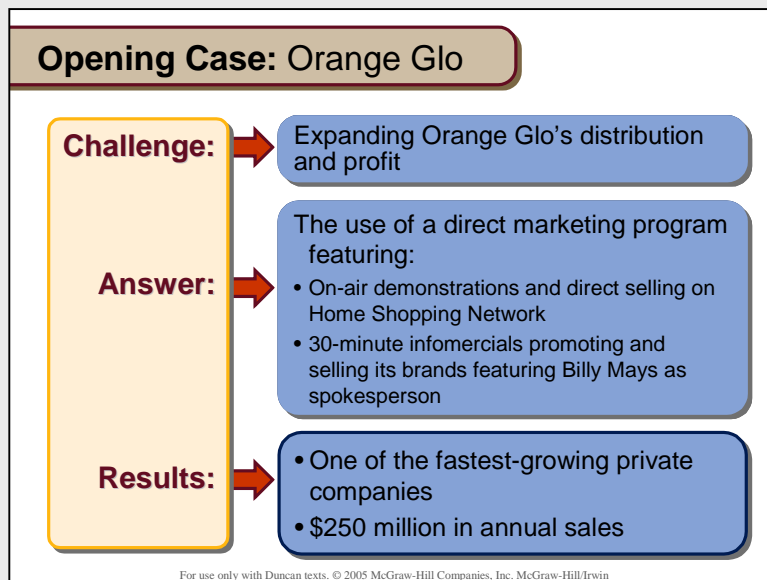 Opening Case: Orange Glo
Challenge:
Expanding Orange Glo's distribution
and profit
Answer:
The use of a direct marketing program
featuring:
• On-air demonstrations and direct selling on
Home Shopping Network
• 30-minute infomercials promoting and
selling its brands featuring Billy Mays as
spokesperson
Results:
• One of the fastest-growing private
companies
• $250 million in annual sales
For use only with Duncan texts. © 2005 McGraw-Hill Companies, Inc. McGraw-Hill/Irwin